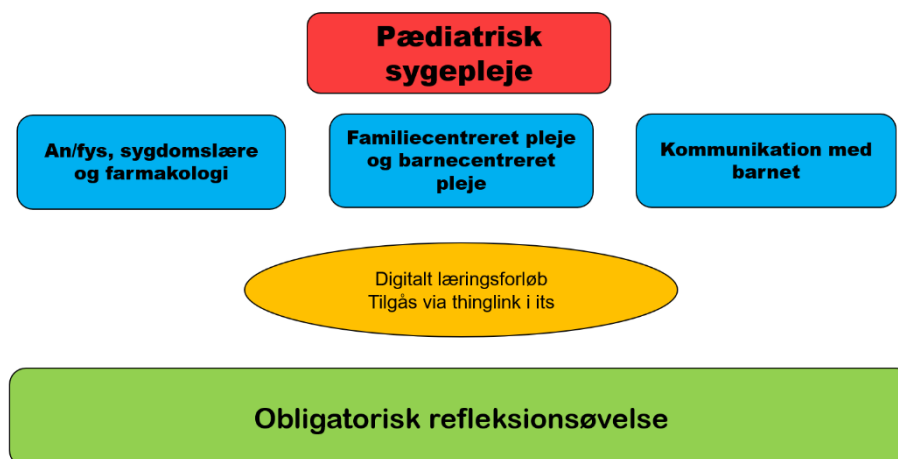 Pædiatrisk
sygepleje
An/fys, sygdomslære
og farmakologi
Familiecentreret pleje
og barnecentreret
pleje
Kommunikation med
barnet
Digitalt læringsforløb
Tilgås via thinglink i its
Obligatorisk refleksionsøvelse